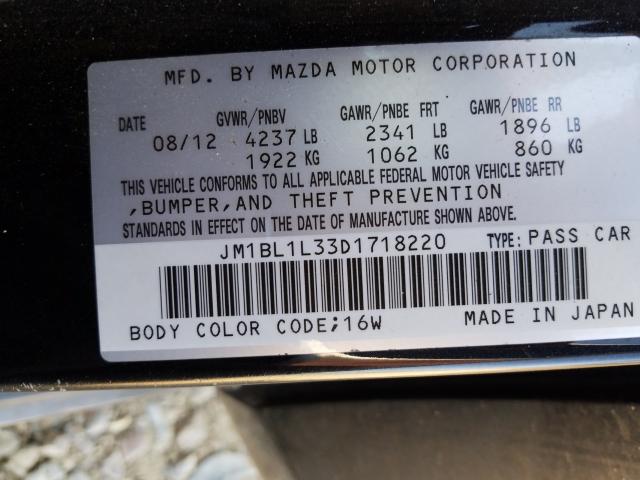 MFD. BY MAZDA MOTOR CORPORATION
DATE GVWR/PNBV GAWR/PNBE FRT GAWR/PNBE RR
08/12 4237 LB 2341 LB 1896 LB
1922 KG 1062 KG 860 KG
THIS VEHICLE CONFORMS TO ALL APPLICABLE FEDERAL MOTOR VEHICLE SAFETY
,BUMPER,AND THEFT PREVENTION
STANDARDS IN EFFECT ON THE DATE OF MANUFACTURE SHOWN ABOVE.
JM1BL1L33D1718220 TYPE: PASS CAR
BODY COLOR CODE;16W MADE IN JAPAN